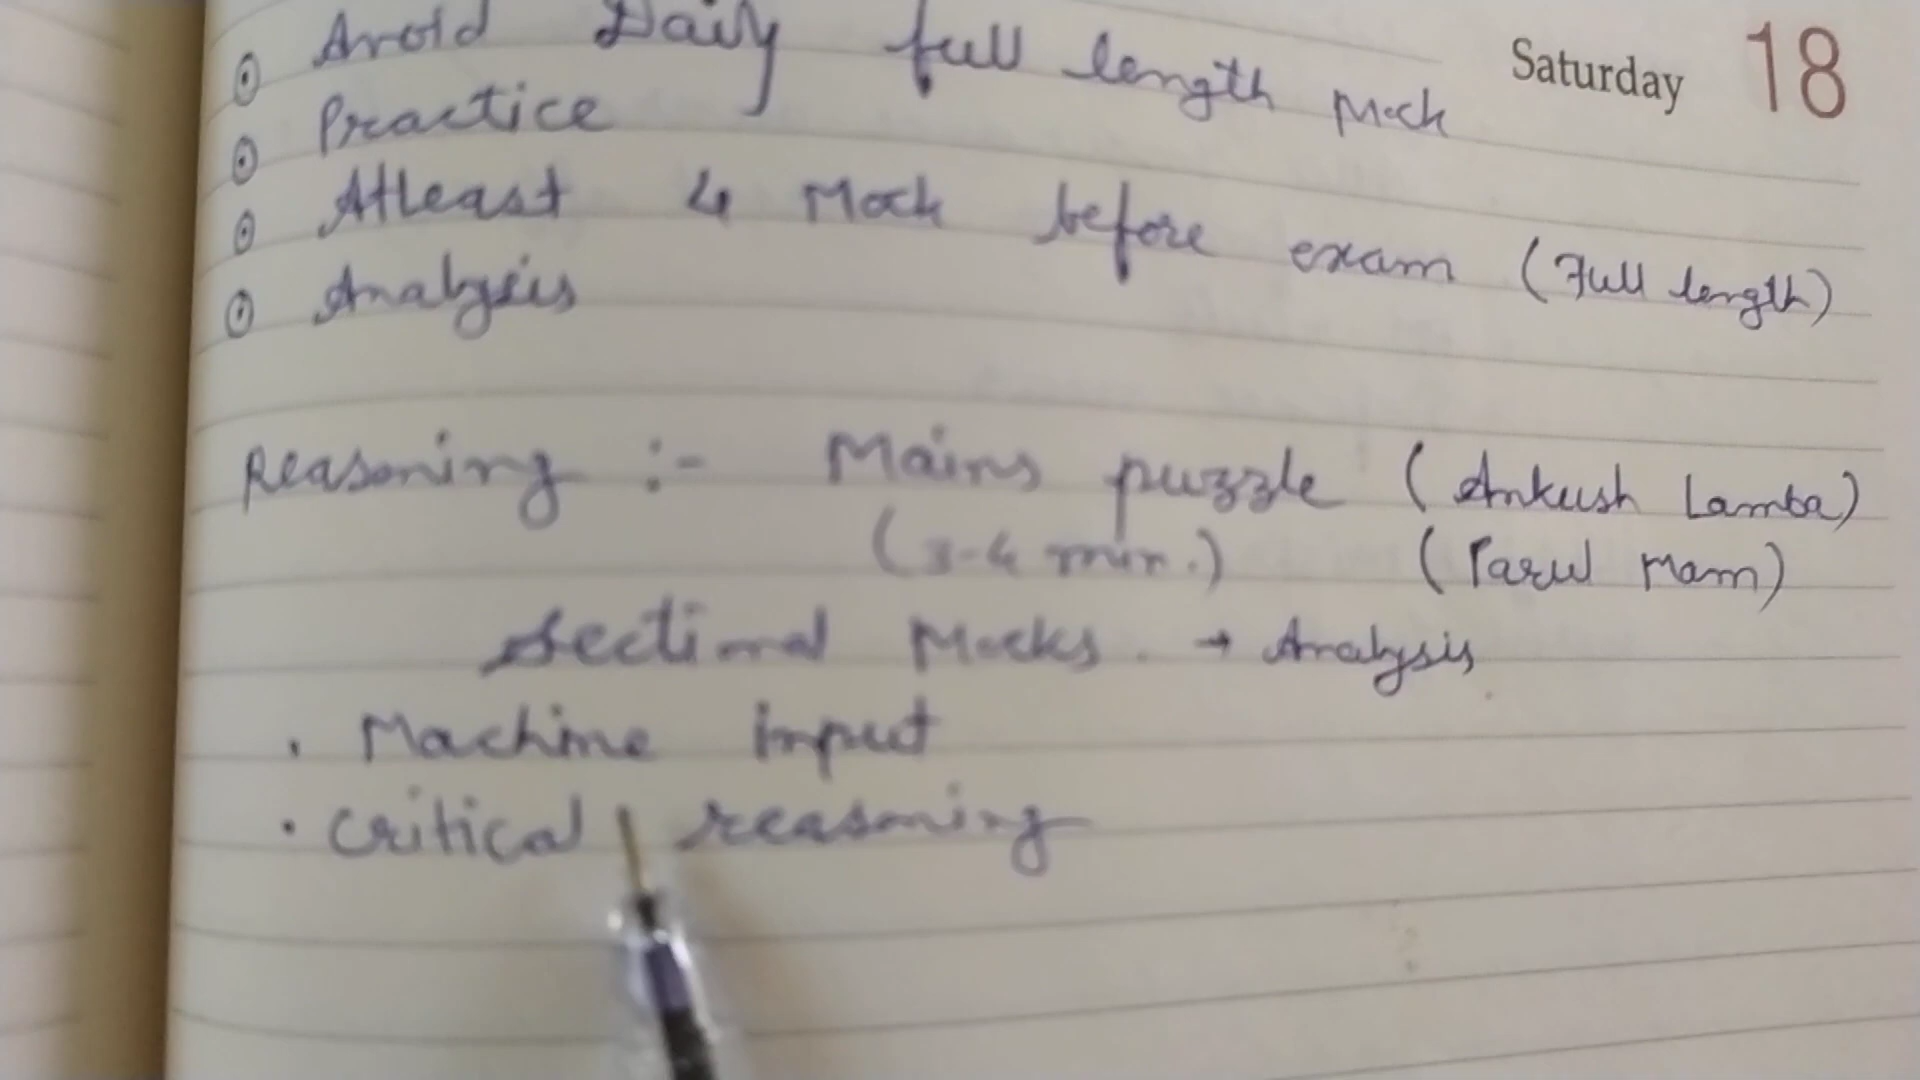 Saturday 18
⊙ Avoid Daily full length Mock
⊙ Practice
⊙ Atleast 4 Mock before exam (Full length)
⊙ Analysis
Reasoning :- Mains puzzle (Ankush Lamba)
(3-4 min.) (Parul Mam)
Sectional Mocks → Analysis
· Machine input
· Critical reasoning